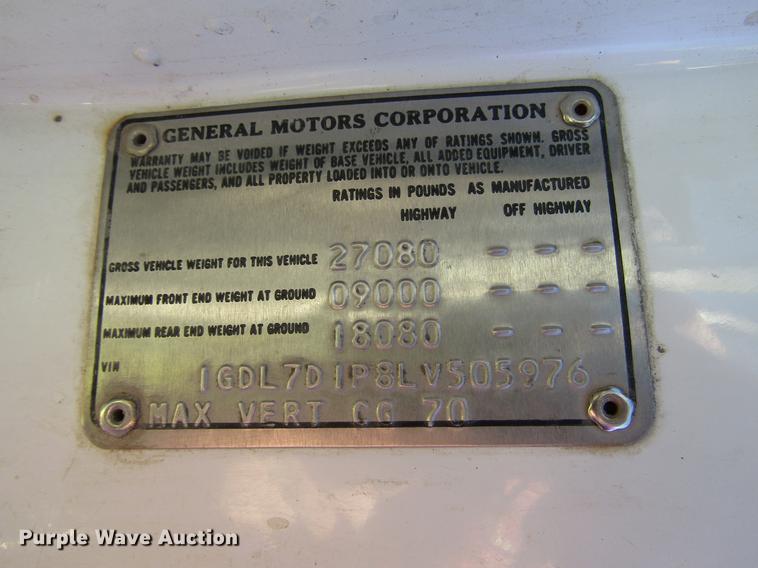 GENERAL MOTORS CORPORATION
WARRANTY MAY BE VOIDED IF WEIGHT EXCEEDS ANY OF RATINGS SHOWN. GROSS
VEHICLE WEIGHT INCLUDES WEIGHT OF BASE VEHICLE, ALL ADDED EQUIPMENT, DRIVER
AND PASSENGERS, AND ALL PROPERTY LOADED INTO OR ONTO VEHICLE.
RATINGS IN POUNDS AS MANUFACTURED
HIGHWAY OFF HIGHWAY
GROSS VEHICLE WEIGHT FOR THIS VEHICLE 27080 - - -
MAXIMUM FRONT END WEIGHT AT GROUND 09000 - - -
MAXIMUM REAR END WEIGHT AT GROUND 18080 - - -
VIN
1GDL7D1P8LV505976
MAX VERT CG 70
Purple Wave Auction